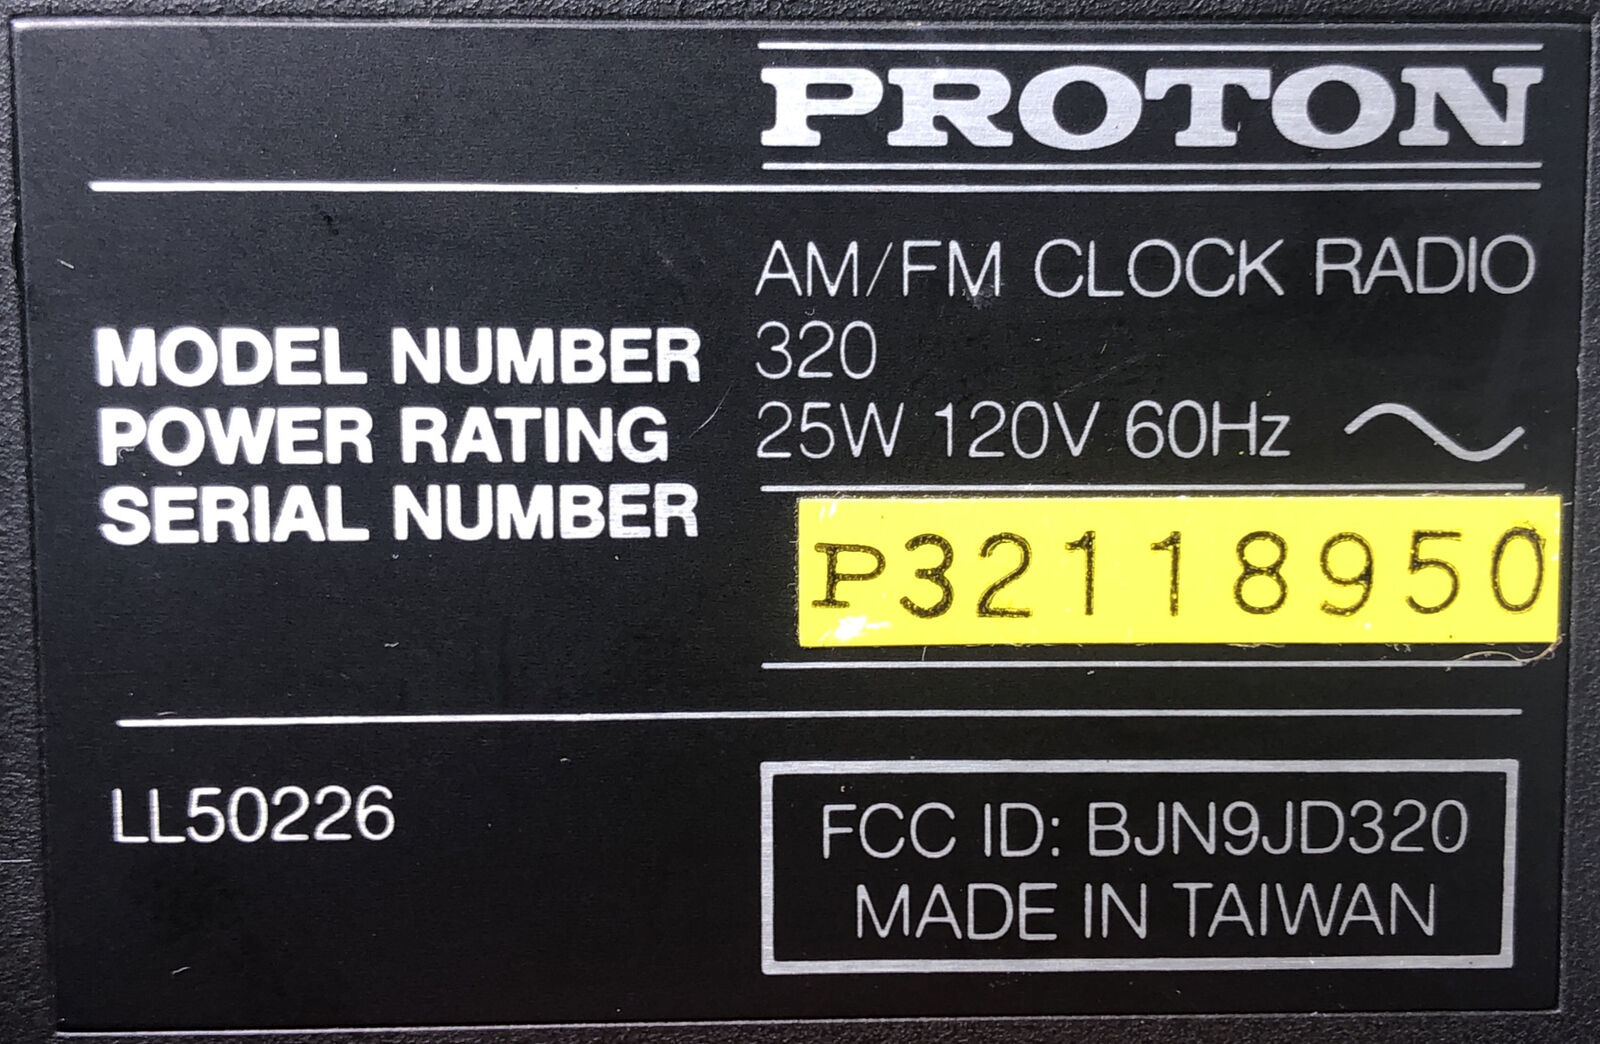 PROTON
AM/FM CLOCK RADIO
MODEL NUMBER 320
POWER RATING 25W 120V 60Hz
SERIAL NUMBER P32118950
LL50226
FCC ID: BJN9JD320
MADE IN TAIWAN